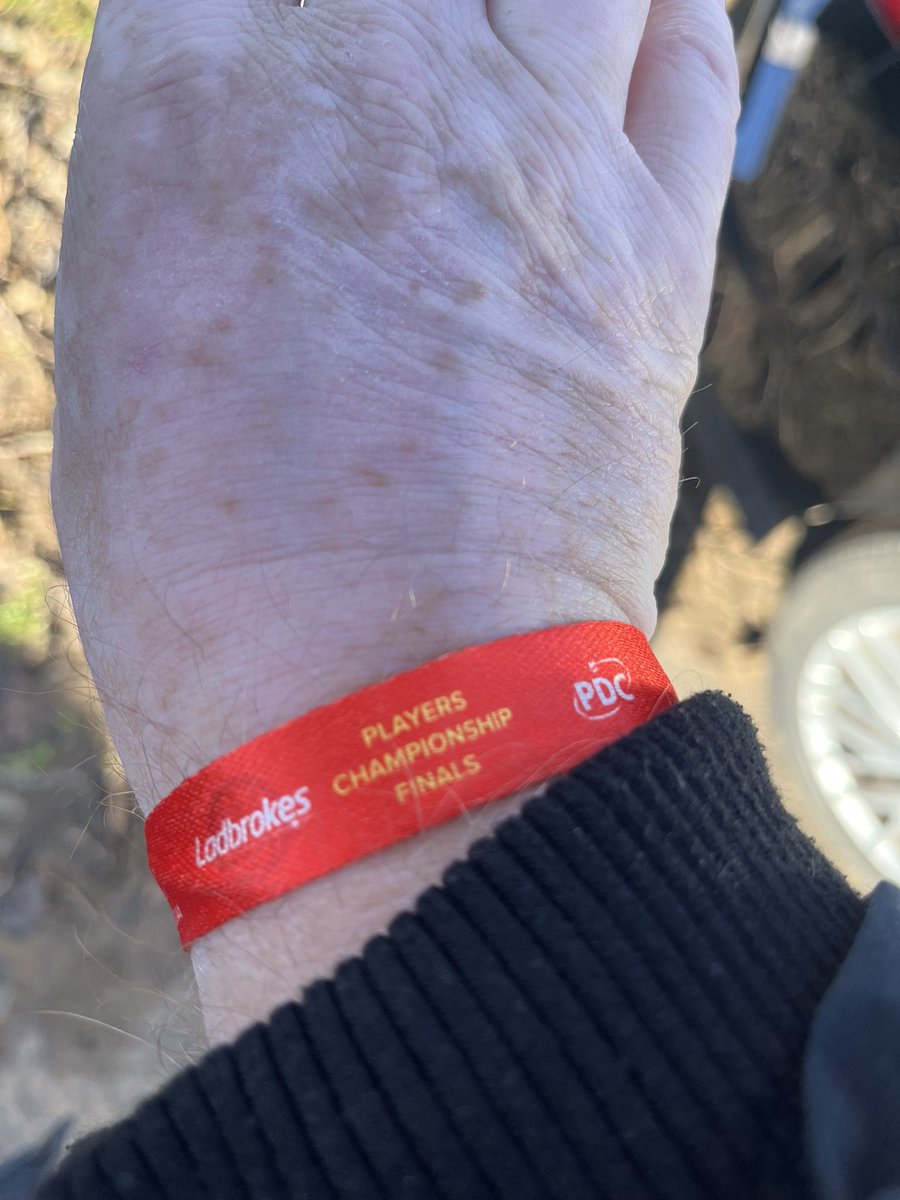 Ladbrokes
PLAYERS
CHAMPIONSHIP
FINALS
PDC